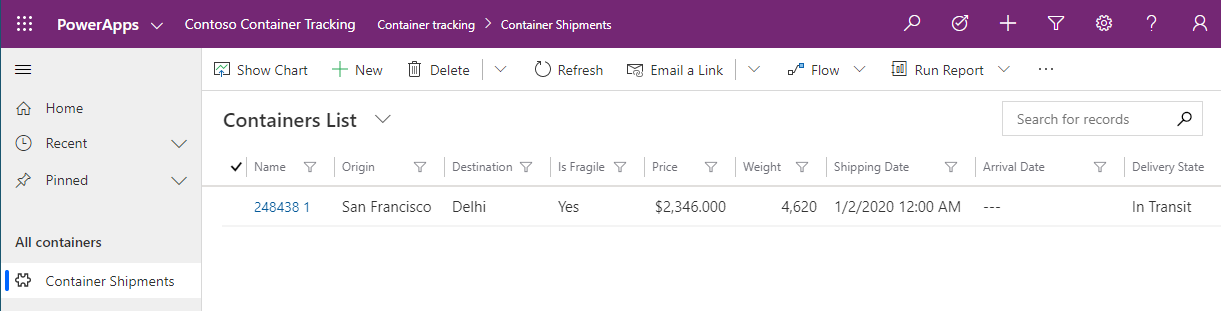 PowerApps Contoso Container Tracking Container tracking > Container Shipments
Show Chart New Delete Refresh Email a Link Flow Run Report ...
Home
Recent
Pinned
All containers
Container Shipments
Containers List
Search for records
Name Origin Destination Is Fragile Price Weight Shipping Date Arrival Date Delivery State
248438 1 San Francisco Delhi Yes $2,346.000 4,620 1/2/2020 12:00 AM --- In Transit